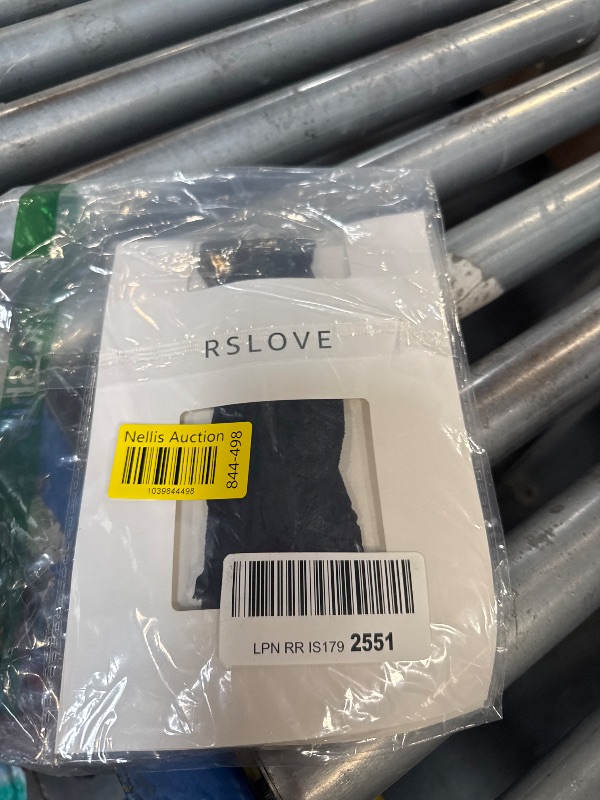 RSLOVE
Nellis Auction
844-498
1039844498
LPN RR IS179 2551